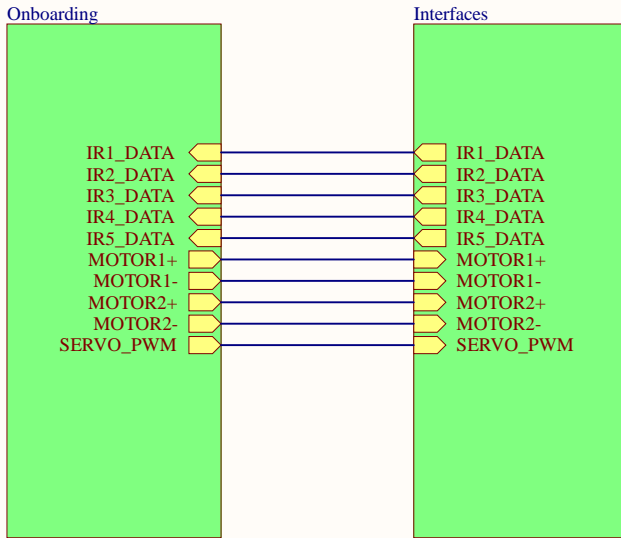 Onboarding Interfaces
IR1_DATA IR1_DATA
IR2_DATA IR2_DATA
IR3_DATA IR3_DATA
IR4_DATA IR4_DATA
IR5_DATA IR5_DATA
MOTOR1+ MOTOR1+
MOTOR1- MOTOR1-
MOTOR2+ MOTOR2+
MOTOR2- MOTOR2-
SERVO_PWM SERVO_PWM